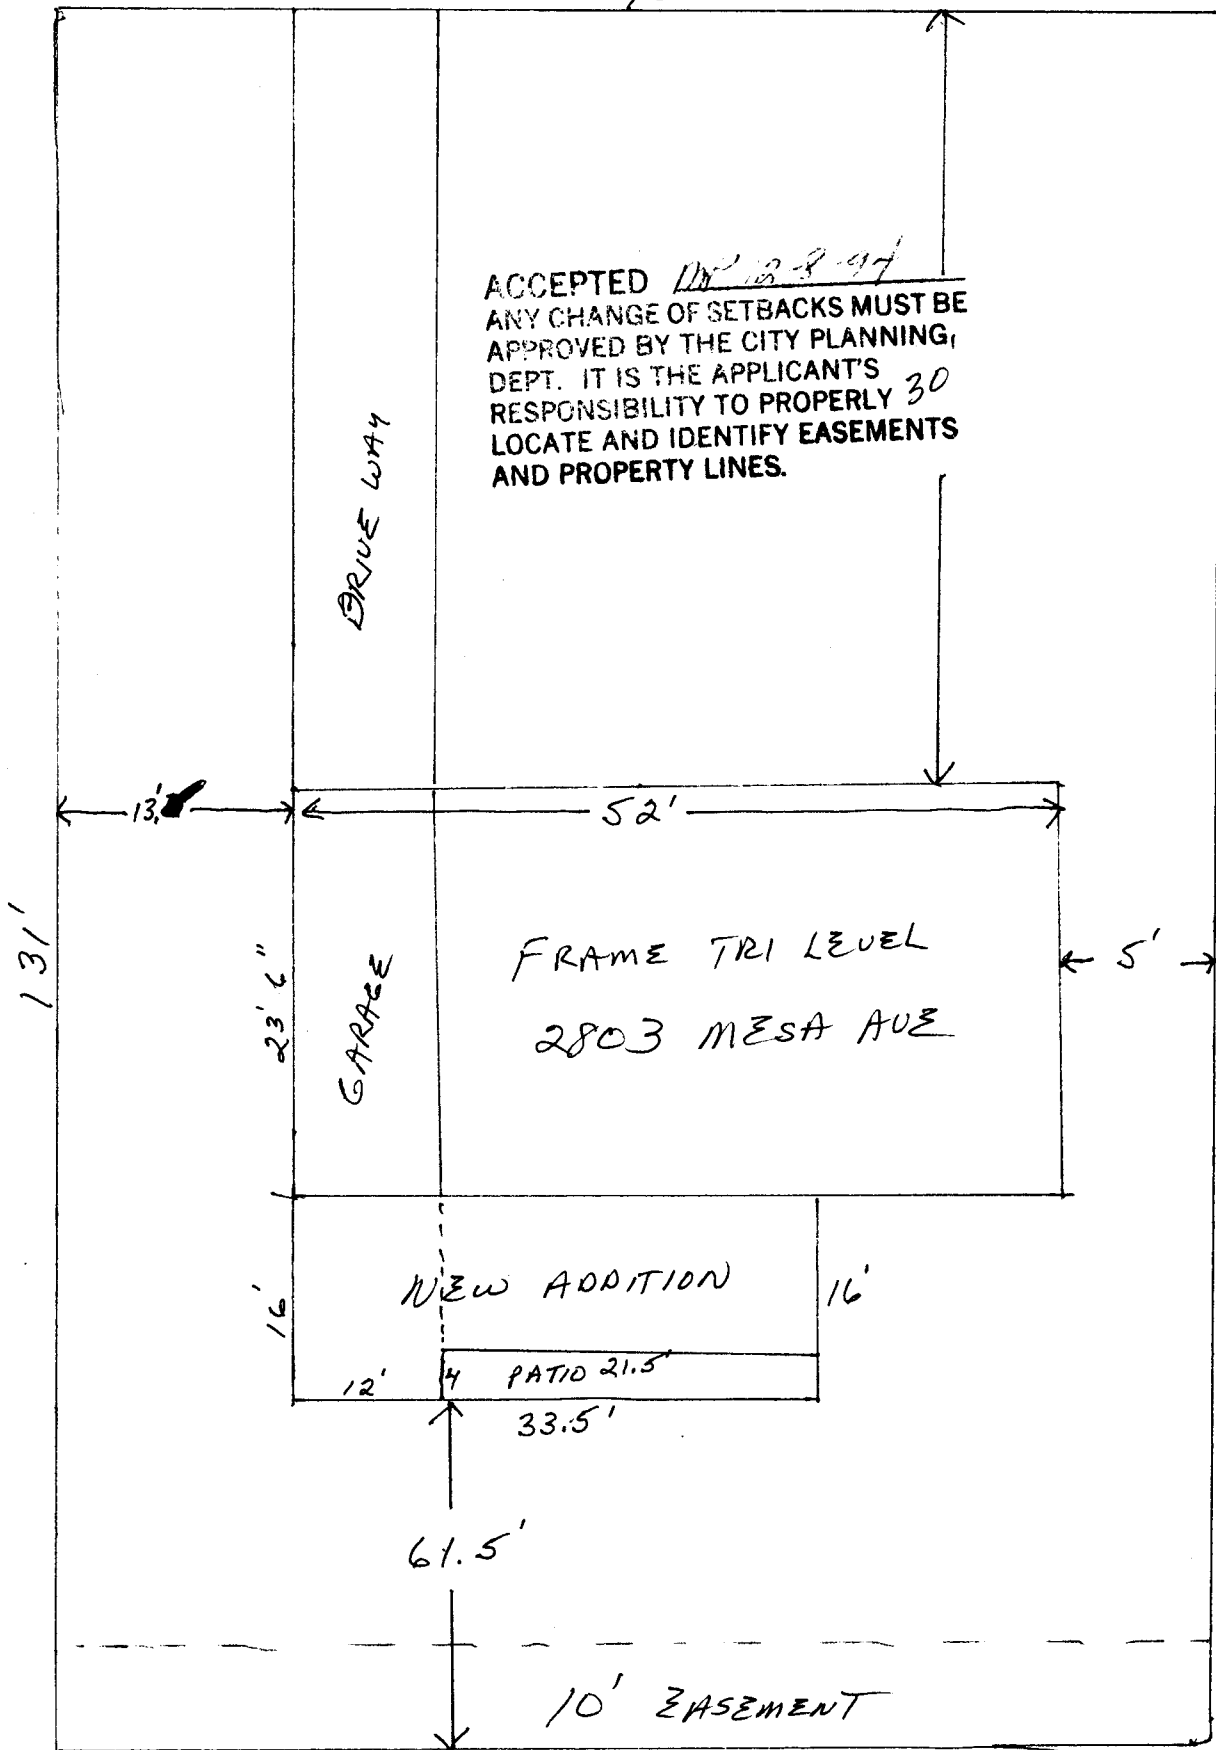 ACCEPTED 12-8-94
ANY CHANGE OF SETBACKS MUST BE
APPROVED BY THE CITY PLANNING
DEPT. IT IS THE APPLICANT'S
RESPONSIBILITY TO PROPERLY
LOCATE AND IDENTIFY EASEMENTS
AND PROPERTY LINES.
30
DRIVE WAY
13'
52'
131'
23' 6"
GARAGE
FRAME TRI LEVEL
2803 MESA AVE
5'
16'
NEW ADDITION
16'
12'
4
PATIO 21.5'
33.5'
61.5'
10' EASEMENT